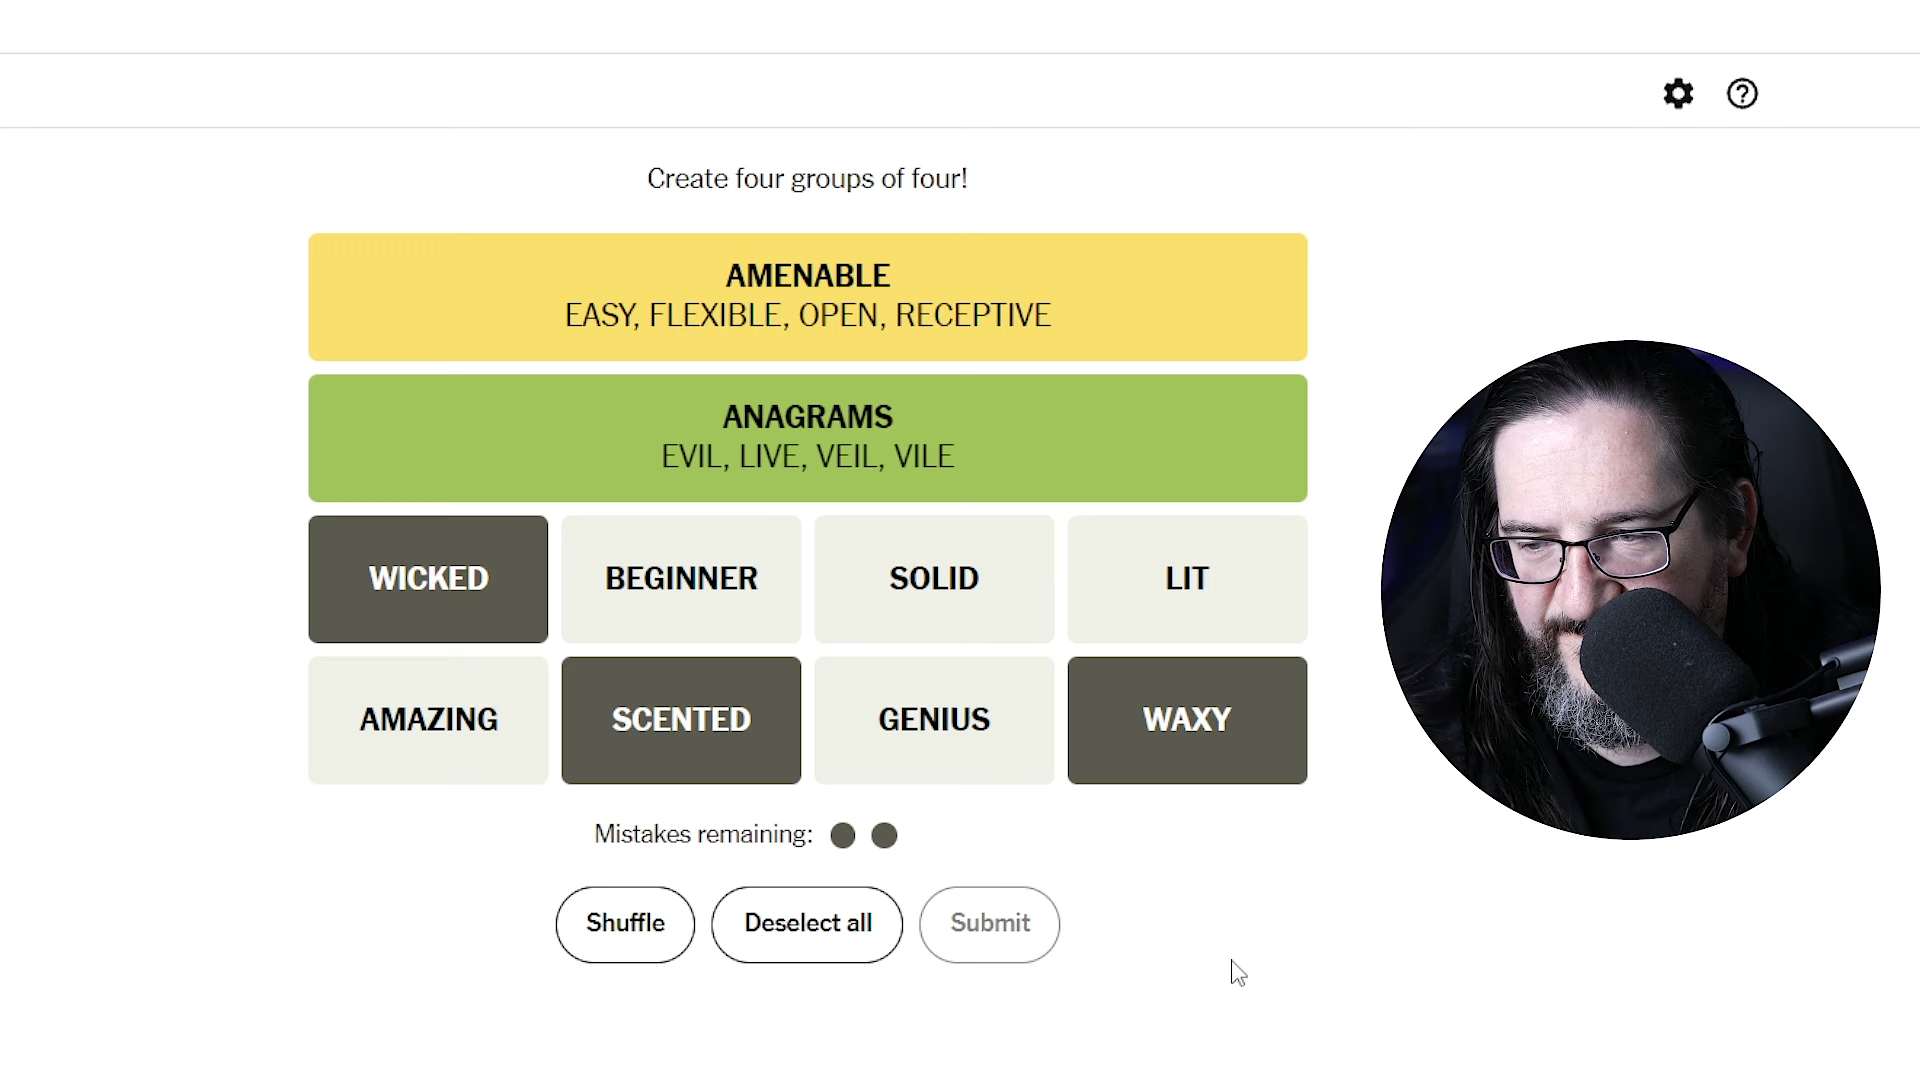 Create four groups of four!
AMENABLE
EASY, FLEXIBLE, OPEN, RECEPTIVE
ANAGRAMS
EVIL, LIVE, VEIL, VILE
WICKED BEGINNER SOLID LIT
AMAZING SCENTED GENIUS WAXY
Mistakes remaining:
Shuffle Deselect all Submit